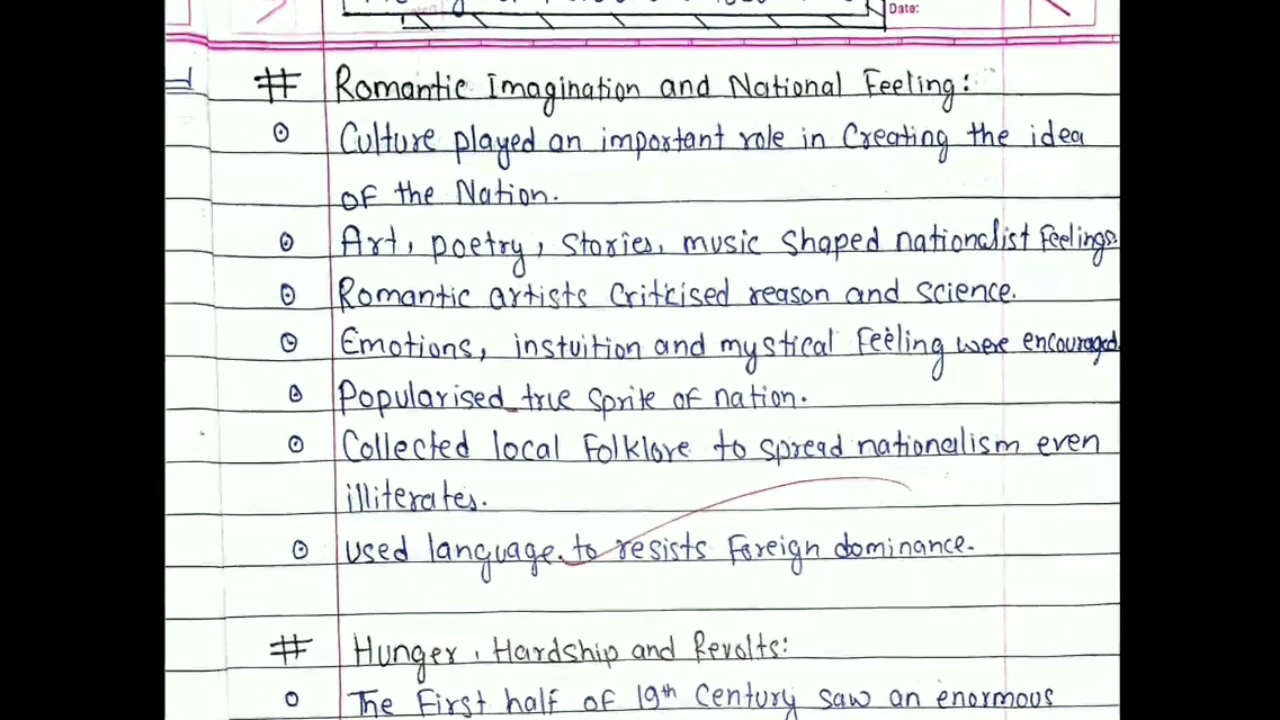 Date:
# Romantic Imagination and National Feeling:
Culture played an important role in Creating the idea
of the Nation.
Art, poetry, Stories, music Shaped nationalist Feelings.
Romantic artists Criticised reason and science.
Emotions, instuition and mystical Feeling were encouraged
Popularised true Sprite of nation.
Collected local Folklore to spread nationalism even
illiterates.
used language to resists Foreign dominance.
# Hunger, Hardship and Revolts:
The First half of 19th Century saw an enormous